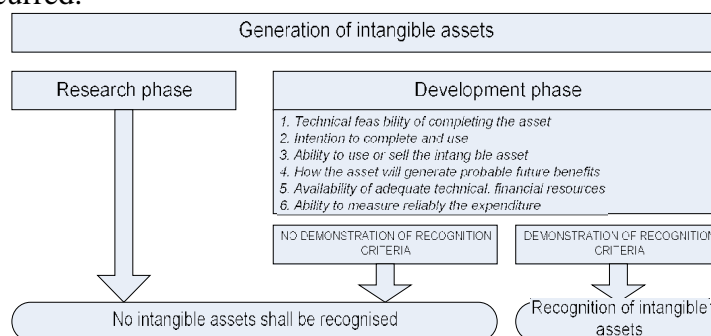 curred.
Generation of intangible assets
Research phase
Development phase
1. Technical feas bility of completing the asset
2. Intention to complete and use
3. Ability to use or sell the intang ble asset
4. How the asset will generate probable future benefits
5. Availability of adequate technical. financial resources
6. Ability to measure reliably the expenditure
NO DEMONSTRATION OF RECOGNITION
CRITERIA
DEMONSTRATION OF RECOGNITION
CRITERIA
No intangible assets shall be recognised
Recognition of intangible
assets